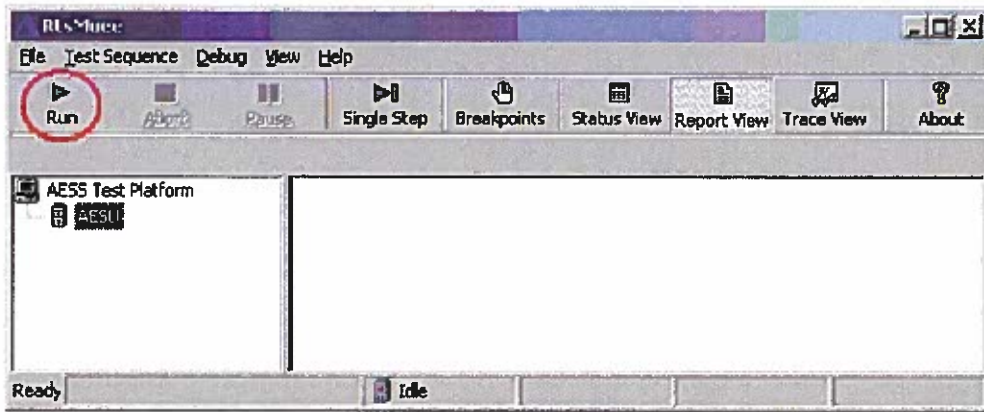 File Test Sequence Debug View Help
Run Abort Pause Single Step Breakpoints Status View Report View Trace View About
AESS Test Platform
AESU
Ready Idle